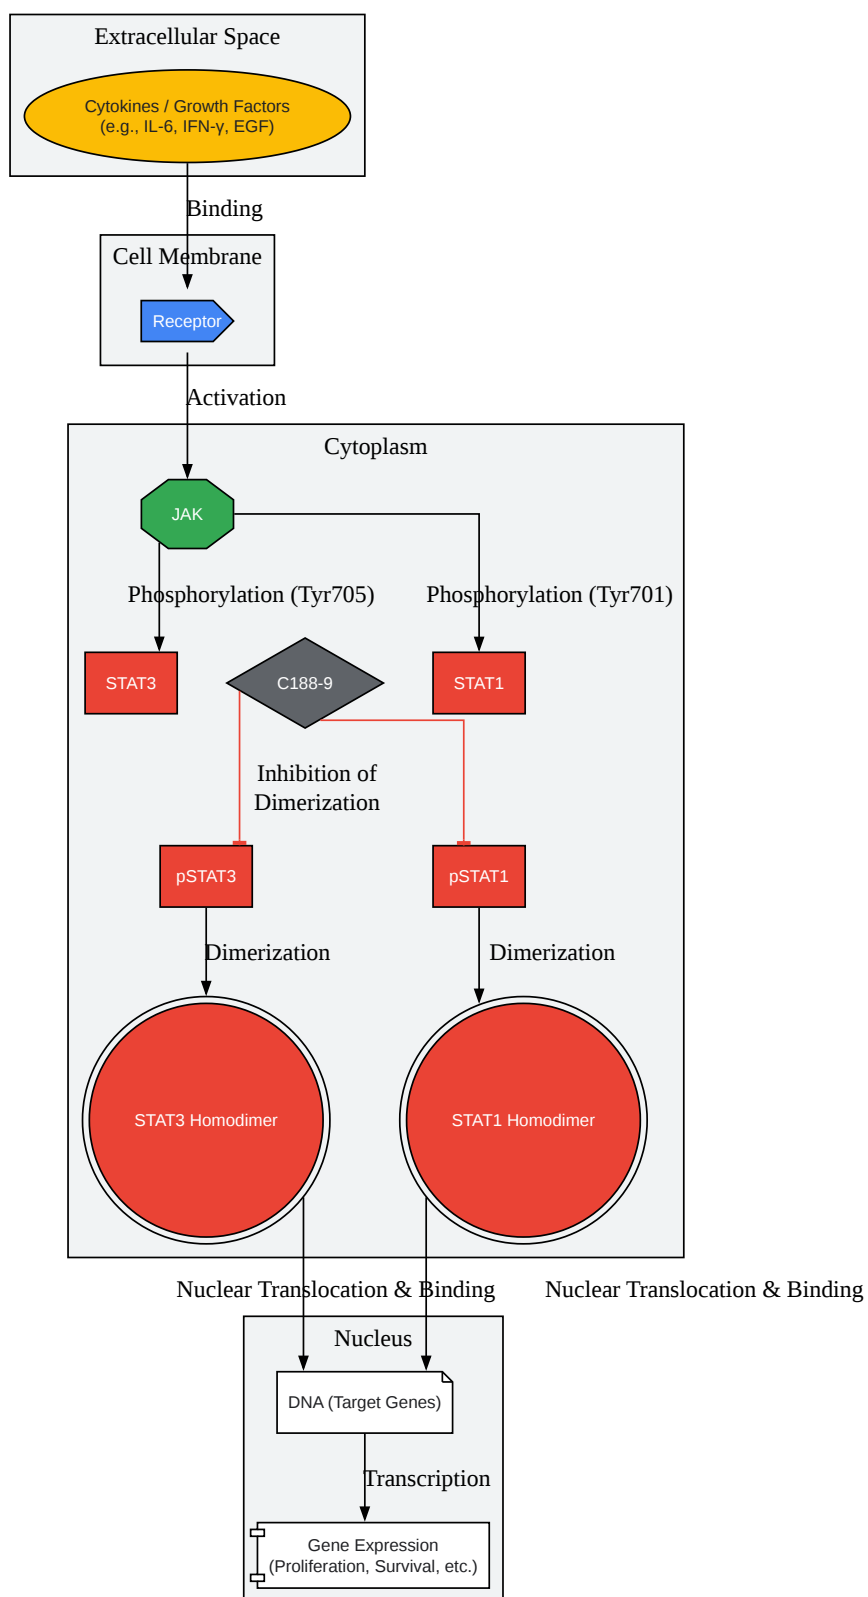 Extracellular Space
Cytokines / Growth Factors
(e.g., IL-6, IFN-γ, EGF)
Binding
Cell Membrane
Receptor
Activation
Cytoplasm
JAK
Phosphorylation (Tyr705)
Phosphorylation (Tyr701)
STAT3
C188-9
STAT1
Inhibition of
Dimerization
pSTAT3
pSTAT1
Dimerization
Dimerization
STAT3 Homodimer
STAT1 Homodimer
Nuclear Translocation & Binding
Nuclear Translocation & Binding
Nucleus
DNA (Target Genes)
Transcription
Gene Expression
(Proliferation, Survival, etc.)